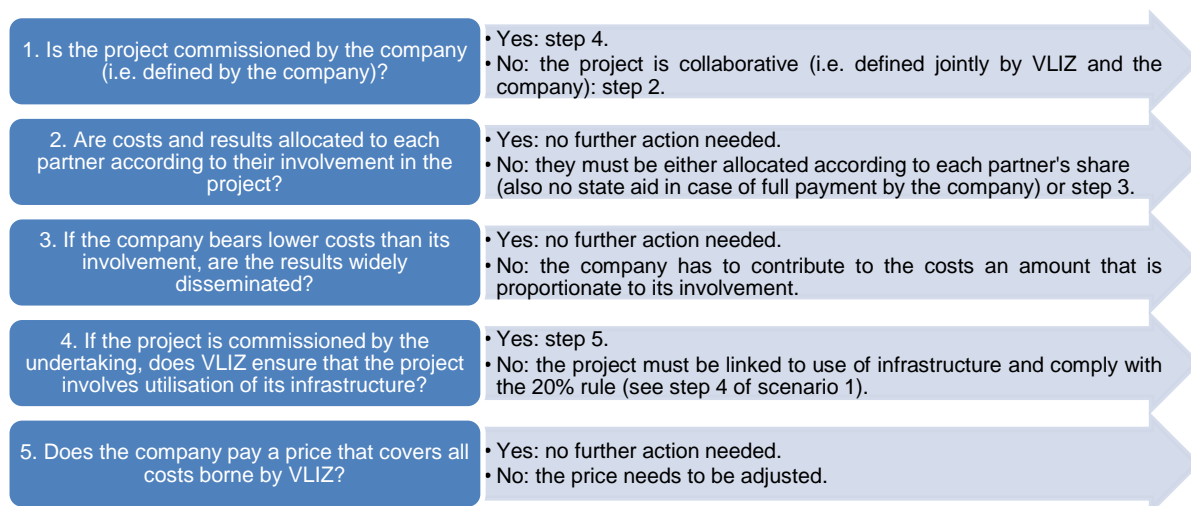 1. Is the project commissioned by the company
(i.e. defined by the company)?
• Yes: step 4.
• No: the project is collaborative (i.e. defined jointly by VLIZ and the
company): step 2.
2. Are costs and results allocated to each
partner according to their involvement in the
project?
• Yes: no further action needed.
• No: they must be either allocated according to each partner's share
(also no state aid in case of full payment by the company) or step 3.
3. If the company bears lower costs than its
involvement, are the results widely
disseminated?
• Yes: no further action needed.
• No: the company has to contribute to the costs an amount that is
proportionate to its involvement.
4. If the project is commissioned by the
undertaking, does VLIZ ensure that the project
involves utilisation of its infrastructure?
• Yes: step 5.
• No: the project must be linked to use of infrastructure and comply with
the 20% rule (see step 4 of scenario 1).
5. Does the company pay a price that covers all
costs borne by VLIZ?
• Yes: no further action needed.
• No: the price needs to be adjusted.